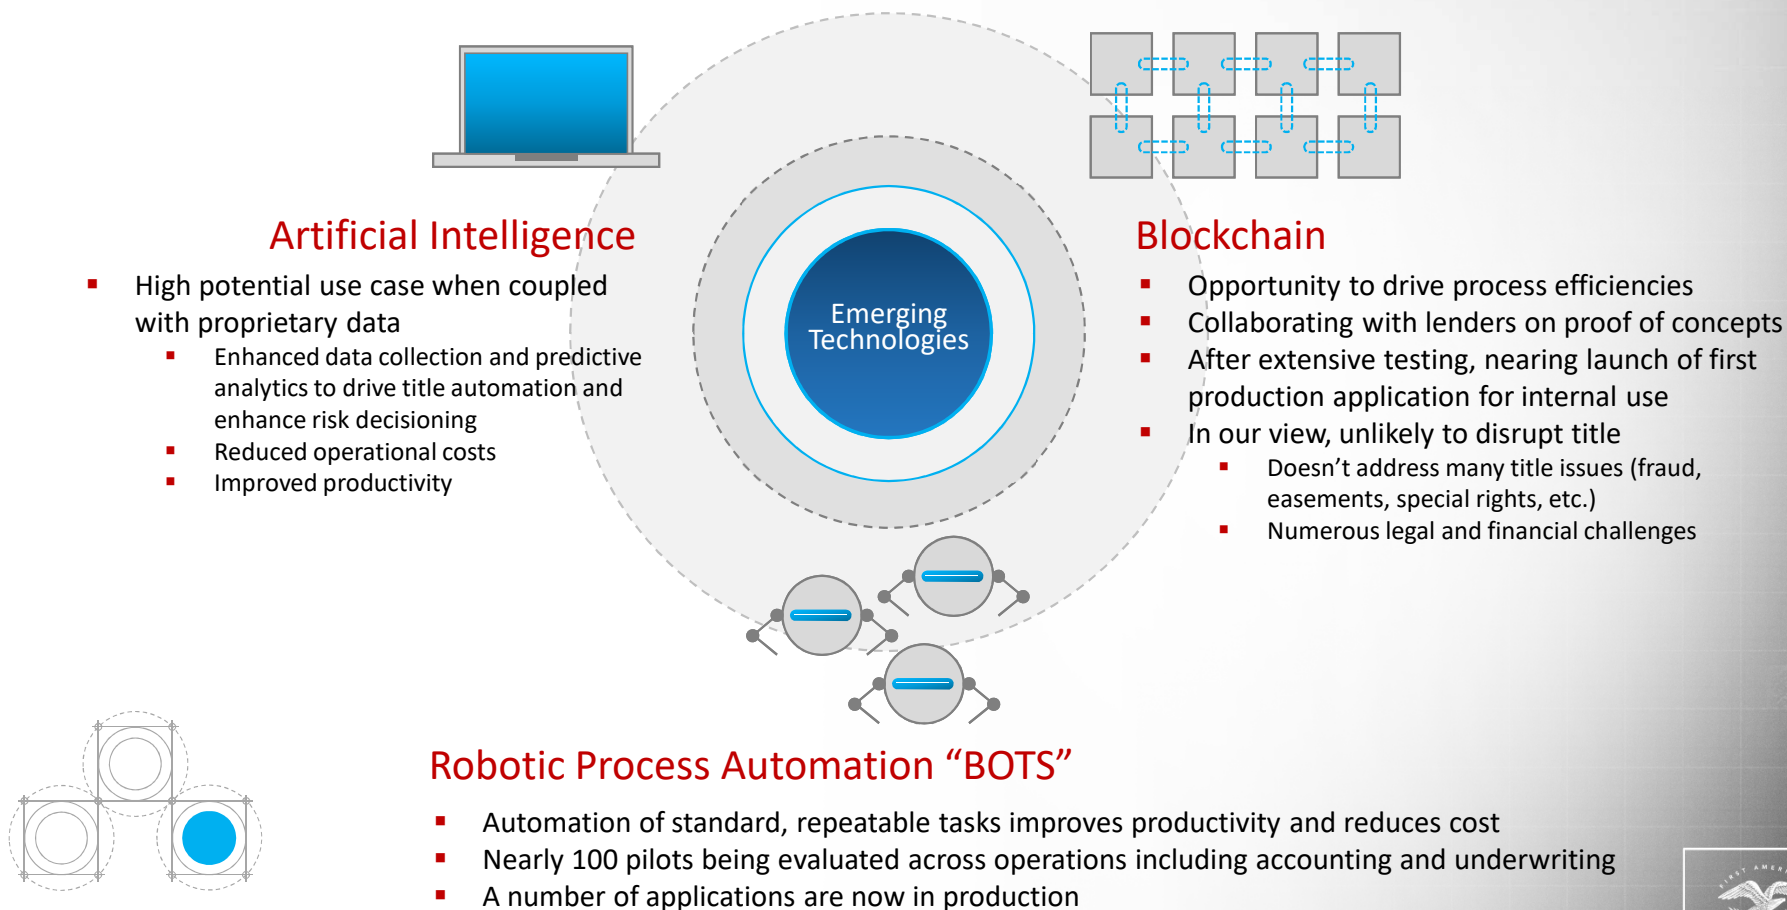 Emerging
Technologies
Artificial Intelligence
▪ High potential use case when coupled
with proprietary data
▪ Enhanced data collection and predictive
analytics to drive title automation and
enhance risk decisioning
▪ Reduced operational costs
▪ Improved productivity
Blockchain
▪ Opportunity to drive process efficiencies
▪ Collaborating with lenders on proof of concepts
▪ After extensive testing, nearing launch of first
production application for internal use
▪ In our view, unlikely to disrupt title
▪ Doesn’t address many title issues (fraud,
easements, special rights, etc.)
▪ Numerous legal and financial challenges
Robotic Process Automation “BOTS”
▪ Automation of standard, repeatable tasks improves productivity and reduces cost
▪ Nearly 100 pilots being evaluated across operations including accounting and underwriting
▪ A number of applications are now in production